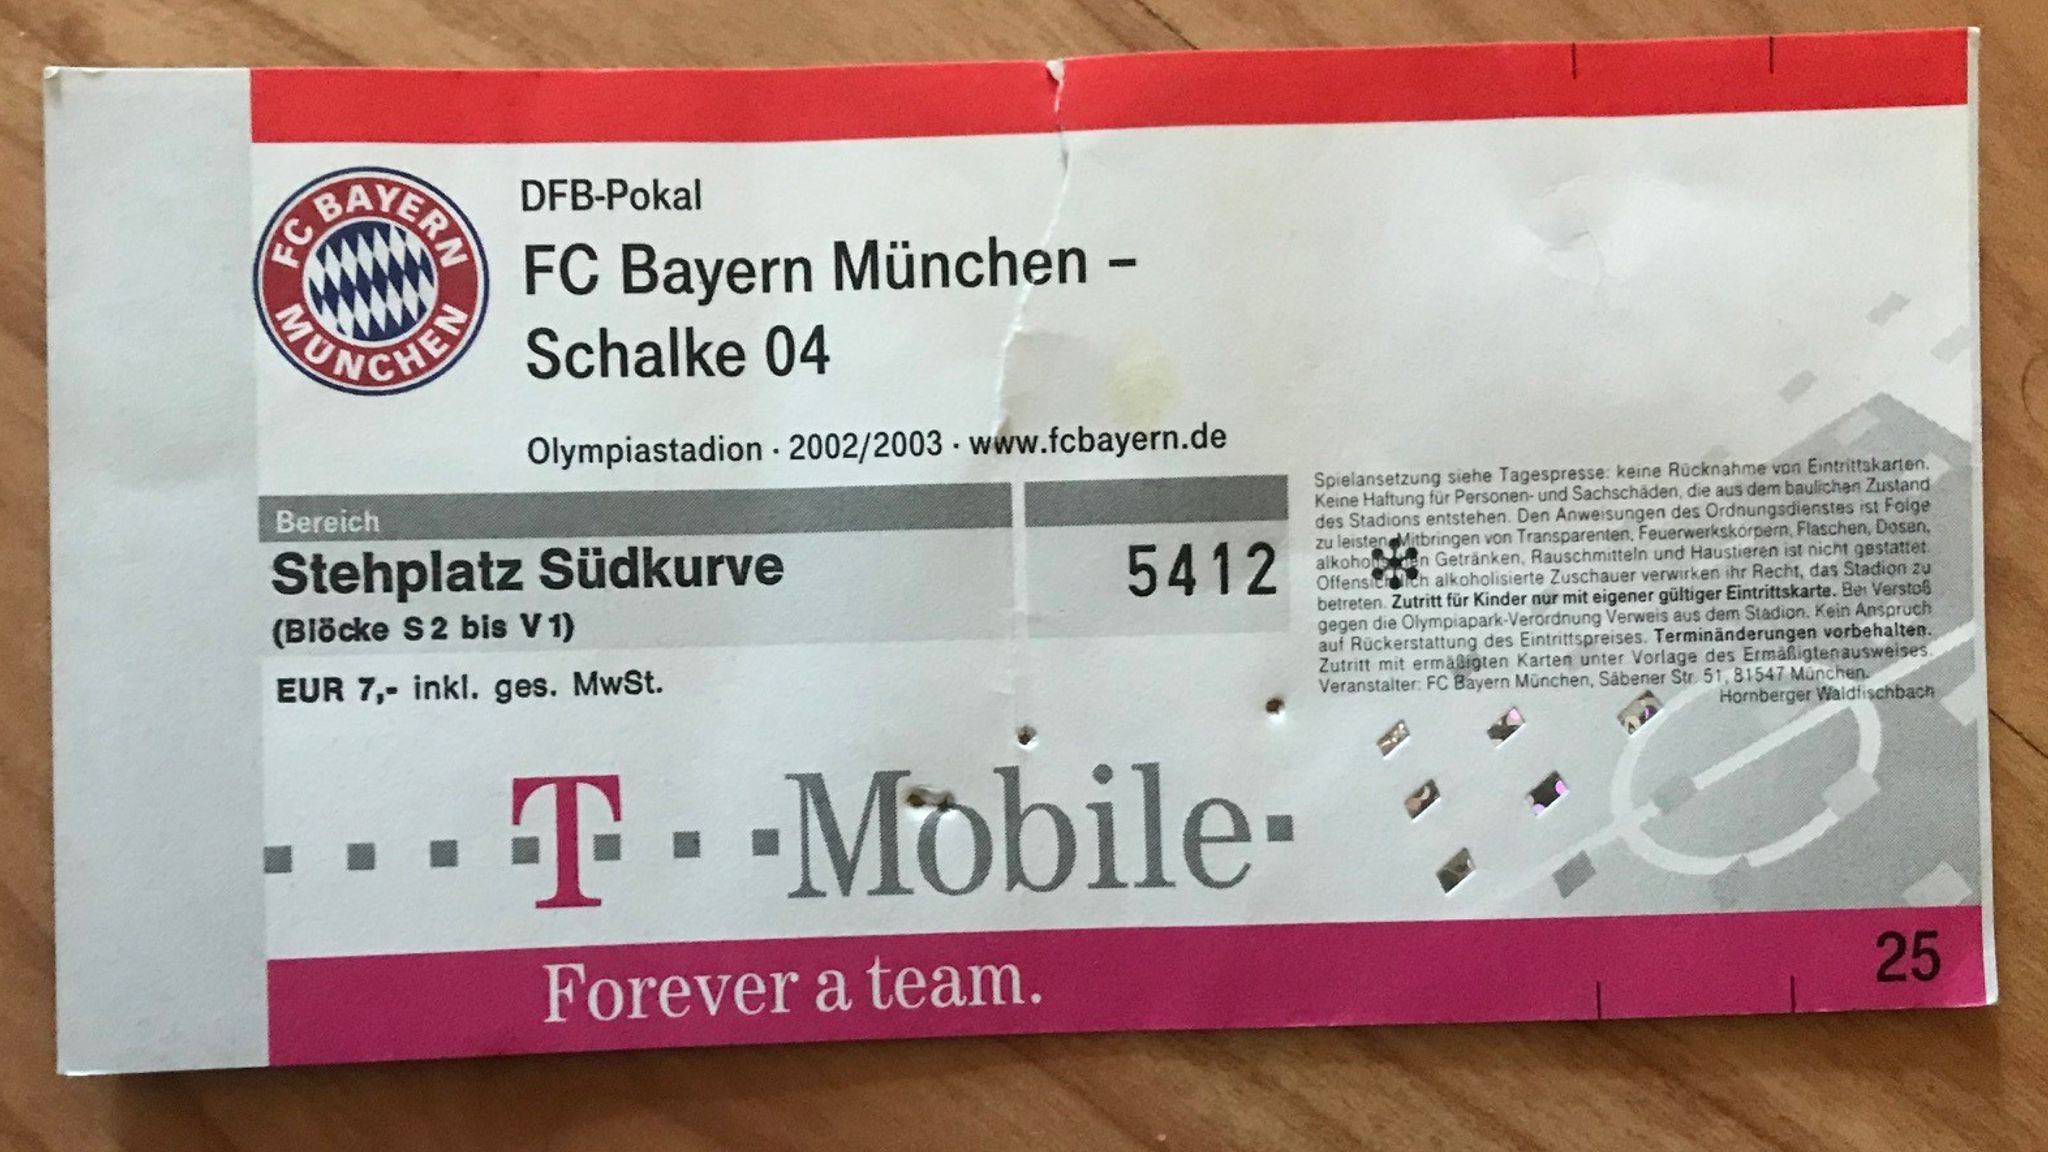 FC BAYERN MÜNCHEN
DFB-Pokal
FC Bayern München –
Schalke 04
Olympiastadion · 2002/2003 · www.fcbayern.de
Bereich
Stehplatz Südkurve
5412
(Blöcke S 2 bis V 1)
EUR 7,- inkl. ges. MwSt.
Spielansetzung siehe Tagespresse: keine Rücknahme von Eintrittskarten.
Keine Haftung für Personen- und Sachschäden, die aus dem baulichen Zustand
des Stadions entstehen. Den Anweisungen des Ordnungsdienstes ist Folge
zu leisten. Mitbringen von Transparenten, Feuerwerkskörpern, Flaschen, Dosen,
alkoholischen Getränken, Rauschmitteln und Haustieren ist nicht gestattet.
Offensichtlich alkoholisierte Zuschauer verwirken ihr Recht, das Stadion zu
betreten. Zutritt für Kinder nur mit eigener gültiger Eintrittskarte. Bei Verstoß
gegen die Olympiapark-Verordnung Verweis aus dem Stadion. Kein Anspruch
auf Rückerstattung des Eintrittspreises. Terminänderungen vorbehalten.
Zutritt mit ermäßigten Karten unter Vorlage des Ermäßigtenausweises.
Veranstalter: FC Bayern München, Säbener Str. 51, 81547 München.
Hornberger Waldfischbach
T Mobile
Forever a team.
25